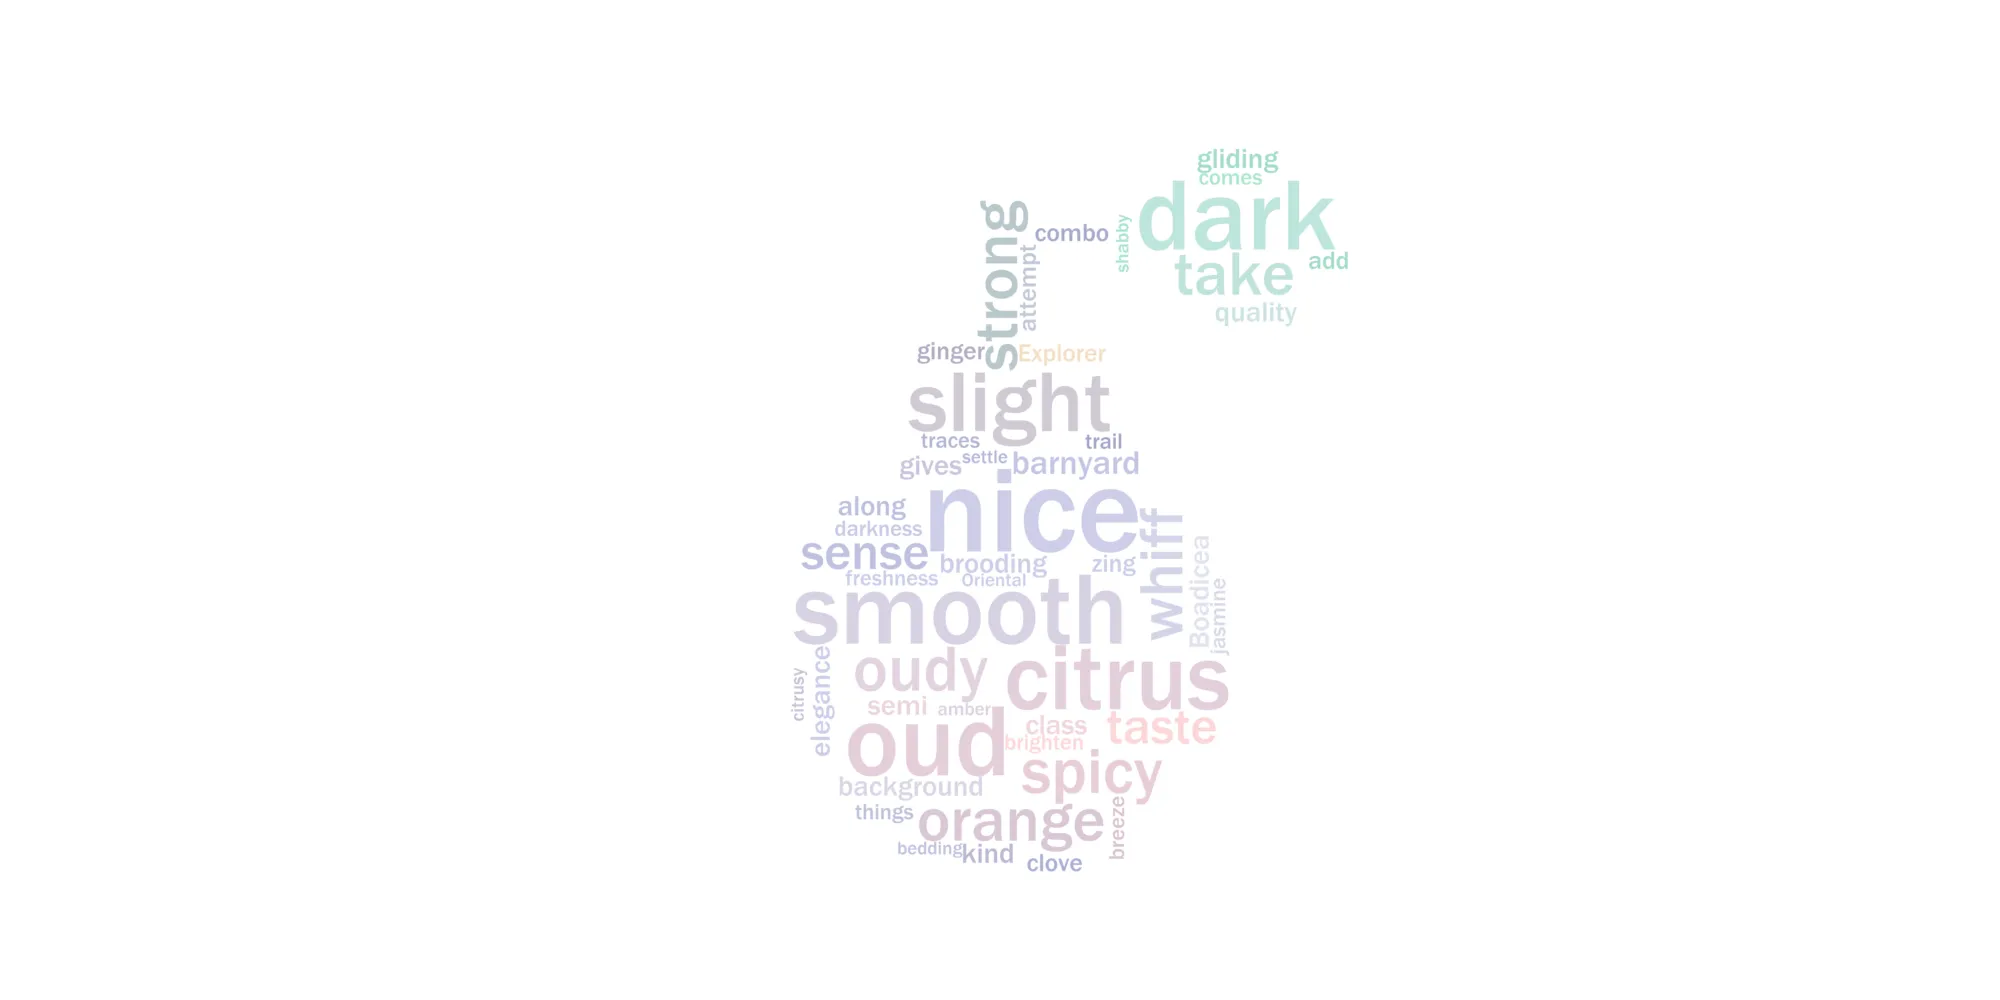 gliding
comes
dark
shabby
take
add
quality
combo
strong
attempt
ginger
Explorer
slight
traces
trail
settle
gives
barnyard
nice
along
darkness
sense
whiff
brooding
zing
freshness
Oriental
Boadicea
jasmine
smooth
oudy
citrus
elegance
citrusy
semi
amber
class
taste
oud
brighten
spicy
background
things
orange
breeze
bedding
kind
clove